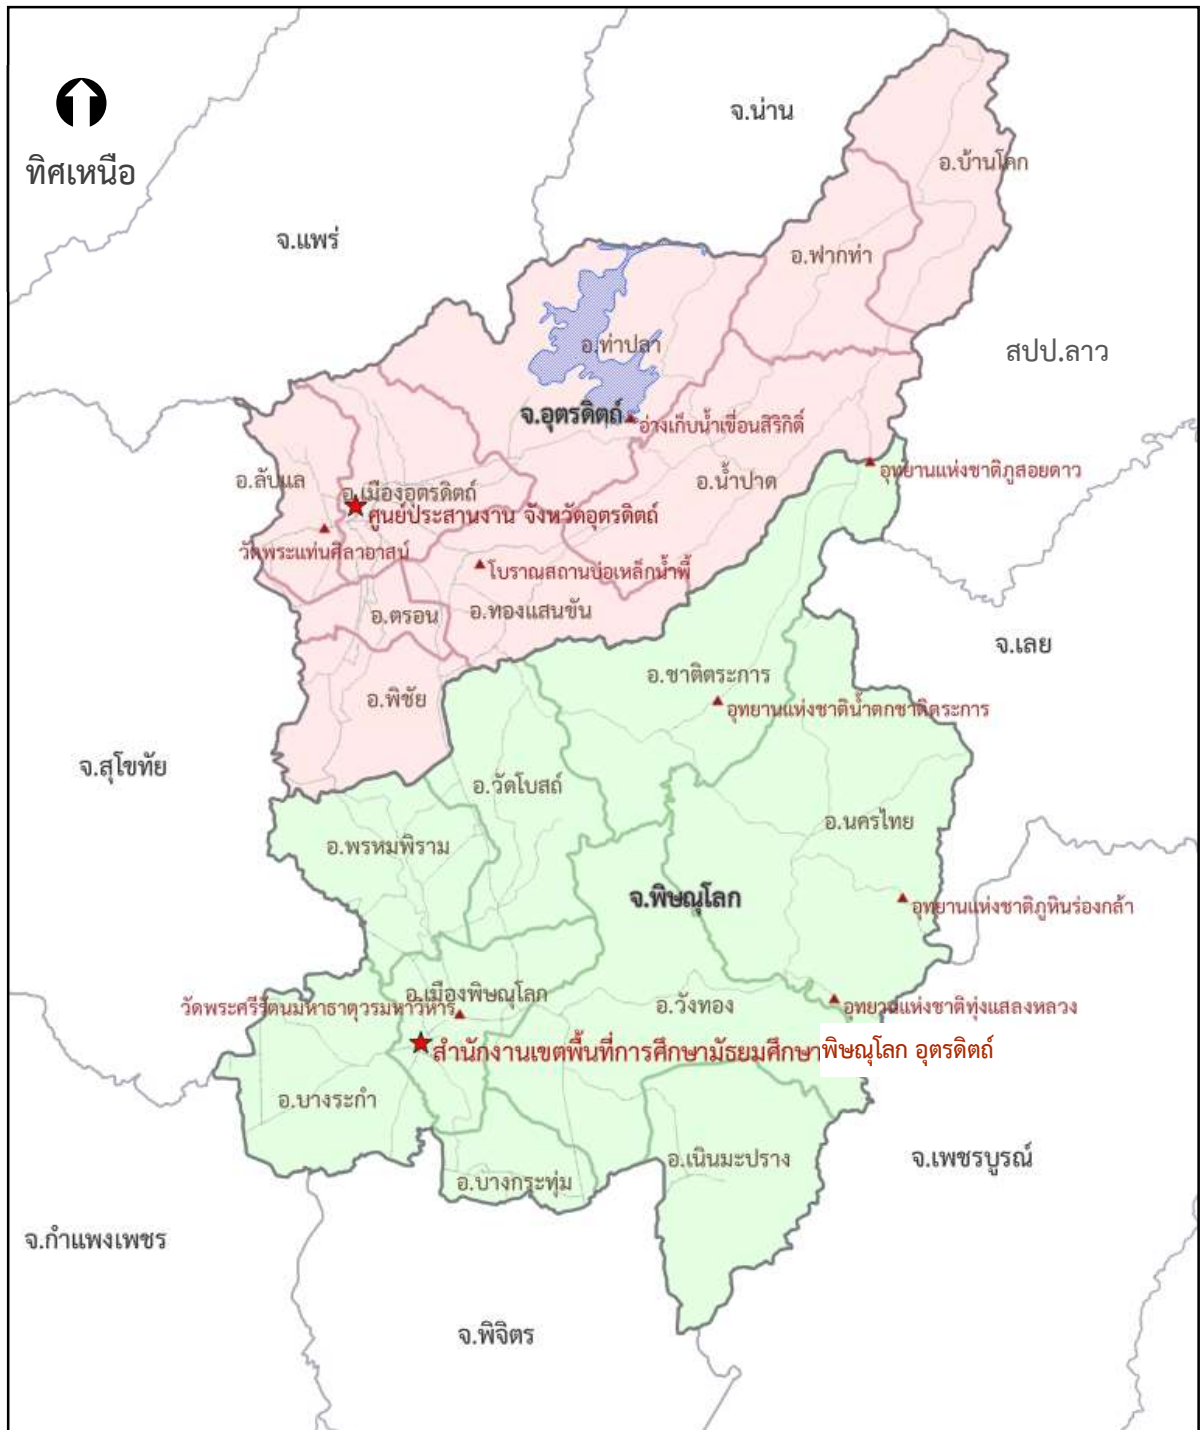 จ.น่าน
อ.บ้านโคก
ทิศเหนือ
จ.แพร่
อ.ฟากท่า
อ.ท่าปลา
สปป.ลาว
จ.อุตรดิตถ์
อ่างเก็บน้ำเขื่อนสิริกิติ์
อ.ลับแล
อ.น้ำปาด
อุทยานแห่งชาติภูสอยดาว
อ.เมืองอุตรดิตถ์
ศูนย์ประสานงาน จังหวัดอุตรดิตถ์
วัดพระแท่นศิลาอาสน์
โบราณสถานบ่อเหล็กน้ำพี้
อ.ตรอน
อ.ทองแสนขัน
จ.เลย
อ.ชาติตระการ
อ.พิชัย
อุทยานแห่งชาติน้ำตกชาติตระการ
จ.สุโขทัย
อ.วัดโบสถ์
อ.นครไทย
อ.พรหมพิราม
จ.พิษณุโลก
อุทยานแห่งชาติภูหินร่องกล้า
อ.เมืองพิษณุโลก
วัดพระศรีรัตนมหาธาตุวรมหาวิหาร
อ.วังทอง
อุทยานแห่งชาติทุ่งแสลงหลวง
สำนักงานเขตพื้นที่การศึกษามัธยมศึกษาพิษณุโลก อุตรดิตถ์
อ.บางระกำ
อ.เนินมะปราง
จ.เพชรบูรณ์
อ.บางกระทุ่ม
จ.กำแพงเพชร
จ.พิจิตร